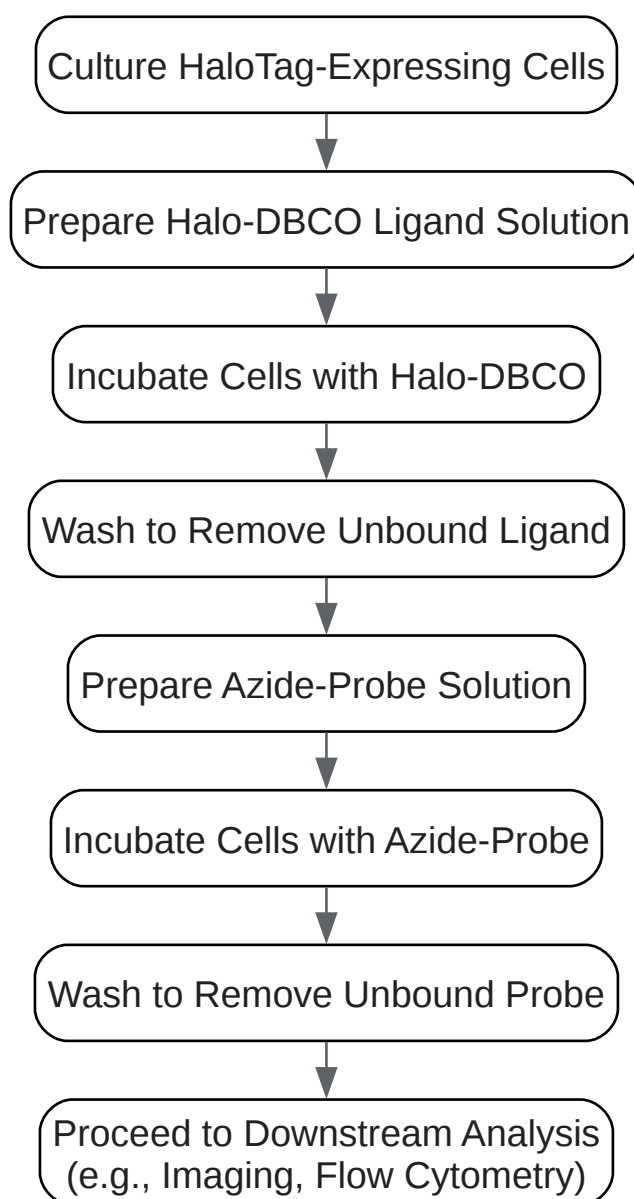 Culture HaloTag-Expressing Cells
Prepare Halo-DBCO Ligand Solution
Incubate Cells with Halo-DBCO
Wash to Remove Unbound Ligand
Prepare Azide-Probe Solution
Incubate Cells with Azide-Probe
Wash to Remove Unbound Probe
Proceed to Downstream Analysis
(e.g., Imaging, Flow Cytometry)